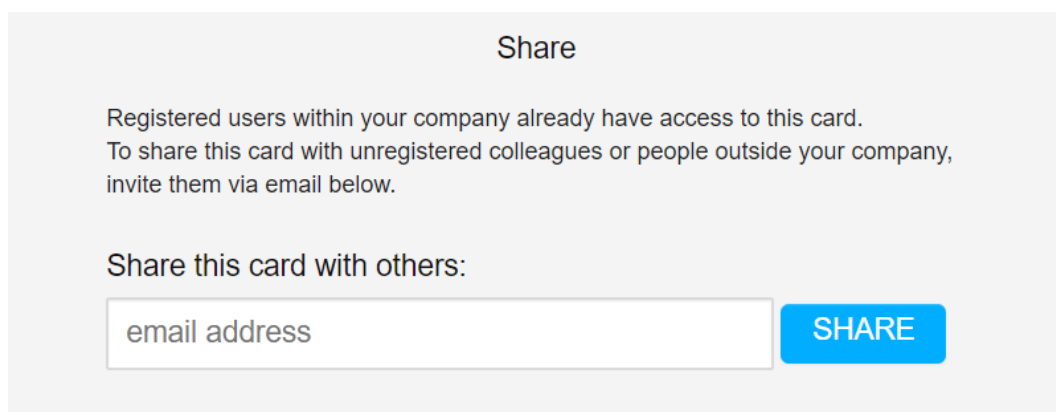 Share
Registered users within your company already have access to this card.
To share this card with unregistered colleagues or people outside your company,
invite them via email below.
Share this card with others:
email address
SHARE